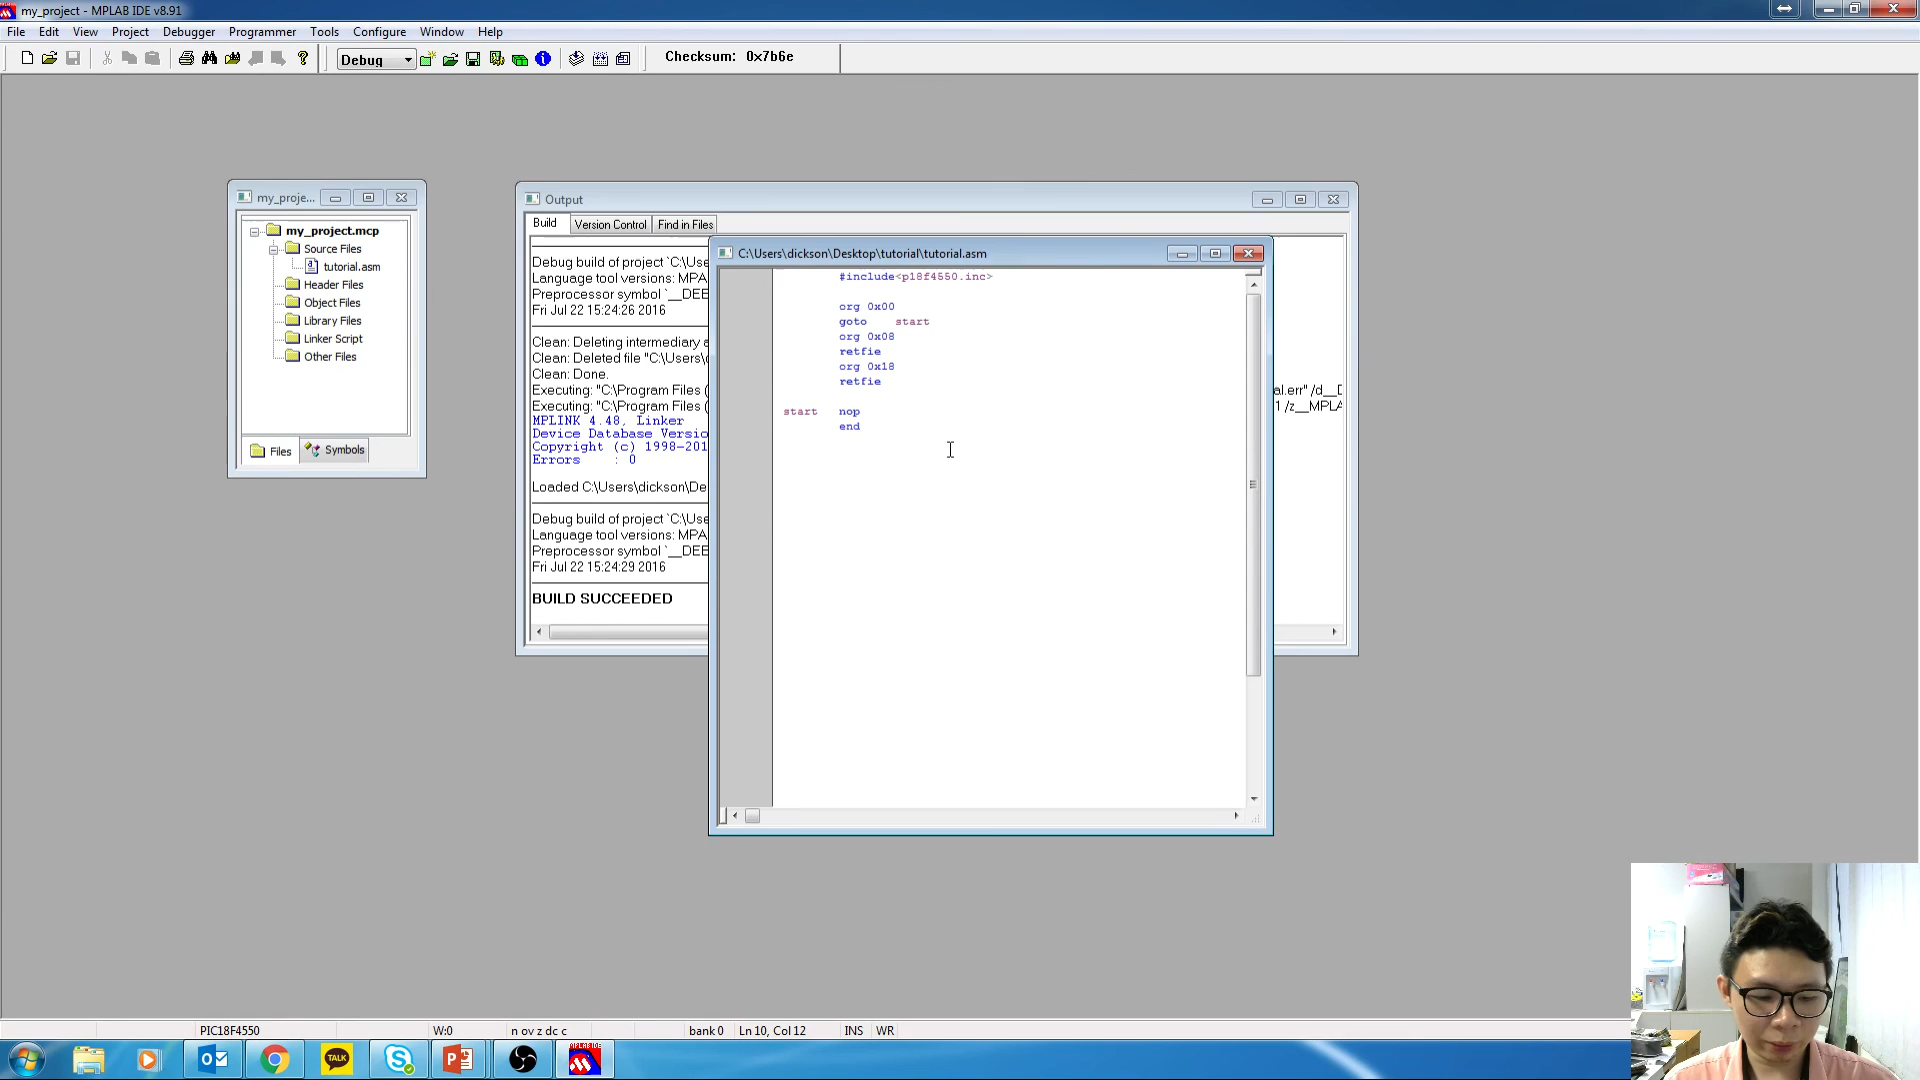 my_project - MPLAB IDE v8.91
File Edit View Project Debugger Programmer Tools Configure Window Help
Debug
Checksum: 0x7b6e
my_proje...
my_project.mcp
Source Files
tutorial.asm
Header Files
Object Files
Library Files
Linker Script
Other Files
Files Symbols
Output
Build Version Control Find in Files
Debug build of project `C:\Use
Language tool versions: MPA
Preprocessor symbol `__DEE
Fri Jul 22 15:24:26 2016
Clean: Deleting intermediary a
Clean: Deleted file "C:\Users\
Clean: Done.
Executing: "C:\Program Files (
Executing: "C:\Program Files (
MPLINK 4.48, Linker
Device Database Versio
Copyright (c) 1998-201
Errors : 0
Loaded C:\Users\dickson\De
Debug build of project `C:\Use
Language tool versions: MPA
Preprocessor symbol `__DEE
Fri Jul 22 15:24:29 2016
BUILD SUCCEEDED
al.err" /d__D
1 /z__MPLA
C:\Users\dickson\Desktop\tutorial\tutorial.asm
#include<p18f4550.inc>
org 0x00
goto start
org 0x08
retfie
org 0x18
retfie
start nop
end
PIC18F4550 W:0 n ov z dc c bank 0 Ln 10, Col 12 INS WR
TALK